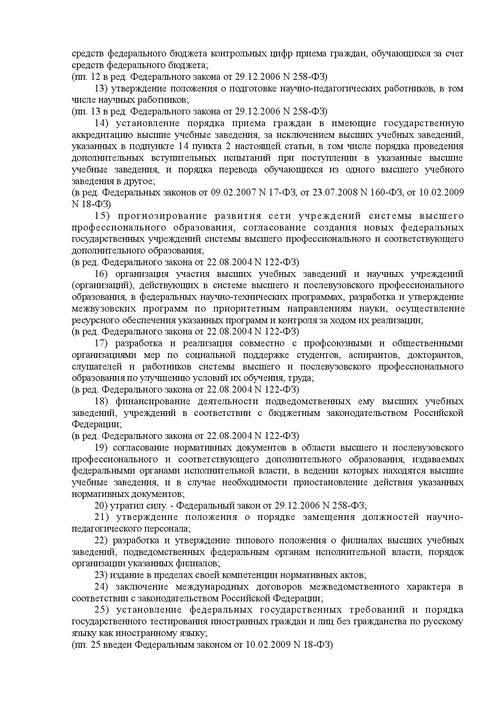 средств федерального бюджета контрольных цифр приема граждан, обучающихся за счет
средств федерального бюджета;
(пп. 12 в ред. Федерального закона от 29.12.2006 N 258-ФЗ)
13) утверждение положения о подготовке научно-педагогических работников, в том
числе научных работников;
(пп. 13 в ред. Федерального закона от 29.12.2006 N 258-ФЗ)
14) установление порядка приема граждан в имеющие государственную
аккредитацию высшие учебные заведения, за исключением высших учебных заведений,
указанных в подпункте 14 пункта 2 настоящей статьи, в том числе порядка проведения
дополнительных вступительных испытаний при поступлении в указанные высшие
учебные заведения, и порядка перевода обучающихся из одного высшего учебного
заведения в другое;
(в ред. Федеральных законов от 09.02.2007 N 17-ФЗ, от 23.07.2008 N 160-ФЗ, от 10.02.2009
N 18-ФЗ)
15) прогнозирование развития сети учреждений системы высшего
профессионального образования, согласование создания новых федеральных
государственных учреждений системы высшего профессионального и соответствующего
дополнительного образования;
(в ред. Федерального закона от 22.08.2004 N 122-ФЗ)
16) организация участия высших учебных заведений и научных учреждений
(организаций), действующих в системе высшего и послевузовского профессионального
образования, в федеральных научно-технических программах, разработка и утверждение
межвузовских программ по приоритетным направлениям науки, осуществление
ресурсного обеспечения указанных программ и контроля за ходом их реализации;
(в ред. Федерального закона от 22.08.2004 N 122-ФЗ)
17) разработка и реализация совместно с профсоюзными и общественными
организациями мер по социальной поддержке студентов, аспирантов, докторантов,
слушателей и работников системы высшего и послевузовского профессионального
образования по улучшению условий их обучения, труда;
(в ред. Федерального закона от 22.08.2004 N 122-ФЗ)
18) финансирование деятельности подведомственных ему высших учебных
заведений, учреждений в соответствии с бюджетным законодательством Российской
Федерации;
(в ред. Федерального закона от 22.08.2004 N 122-ФЗ)
19) согласование нормативных документов в области высшего и послевузовского
профессионального и соответствующего дополнительного образования, издаваемых
федеральными органами исполнительной власти, в ведении которых находятся высшие
учебные заведения, и в случае необходимости приостановление действия указанных
нормативных документов;
20) утратил силу. - Федеральный закон от 29.12.2006 N 258-ФЗ;
21) утверждение положения о порядке замещения должностей научно-
педагогического персонала;
22) разработка и утверждение типового положения о филиалах высших учебных
заведений, подведомственных федеральным органам исполнительной власти, порядок
организации указанных филиалов;
23) издание в пределах своей компетенции нормативных актов;
24) заключение международных договоров межведомственного характера в
соответствии с законодательством Российской Федерации;
25) установление федеральных государственных требований и порядка
государственного тестирования иностранных граждан и лиц без гражданства по русскому
языку как иностранному языку;
(пп. 25 введен Федеральным законом от 10.02.2009 N 18-ФЗ)